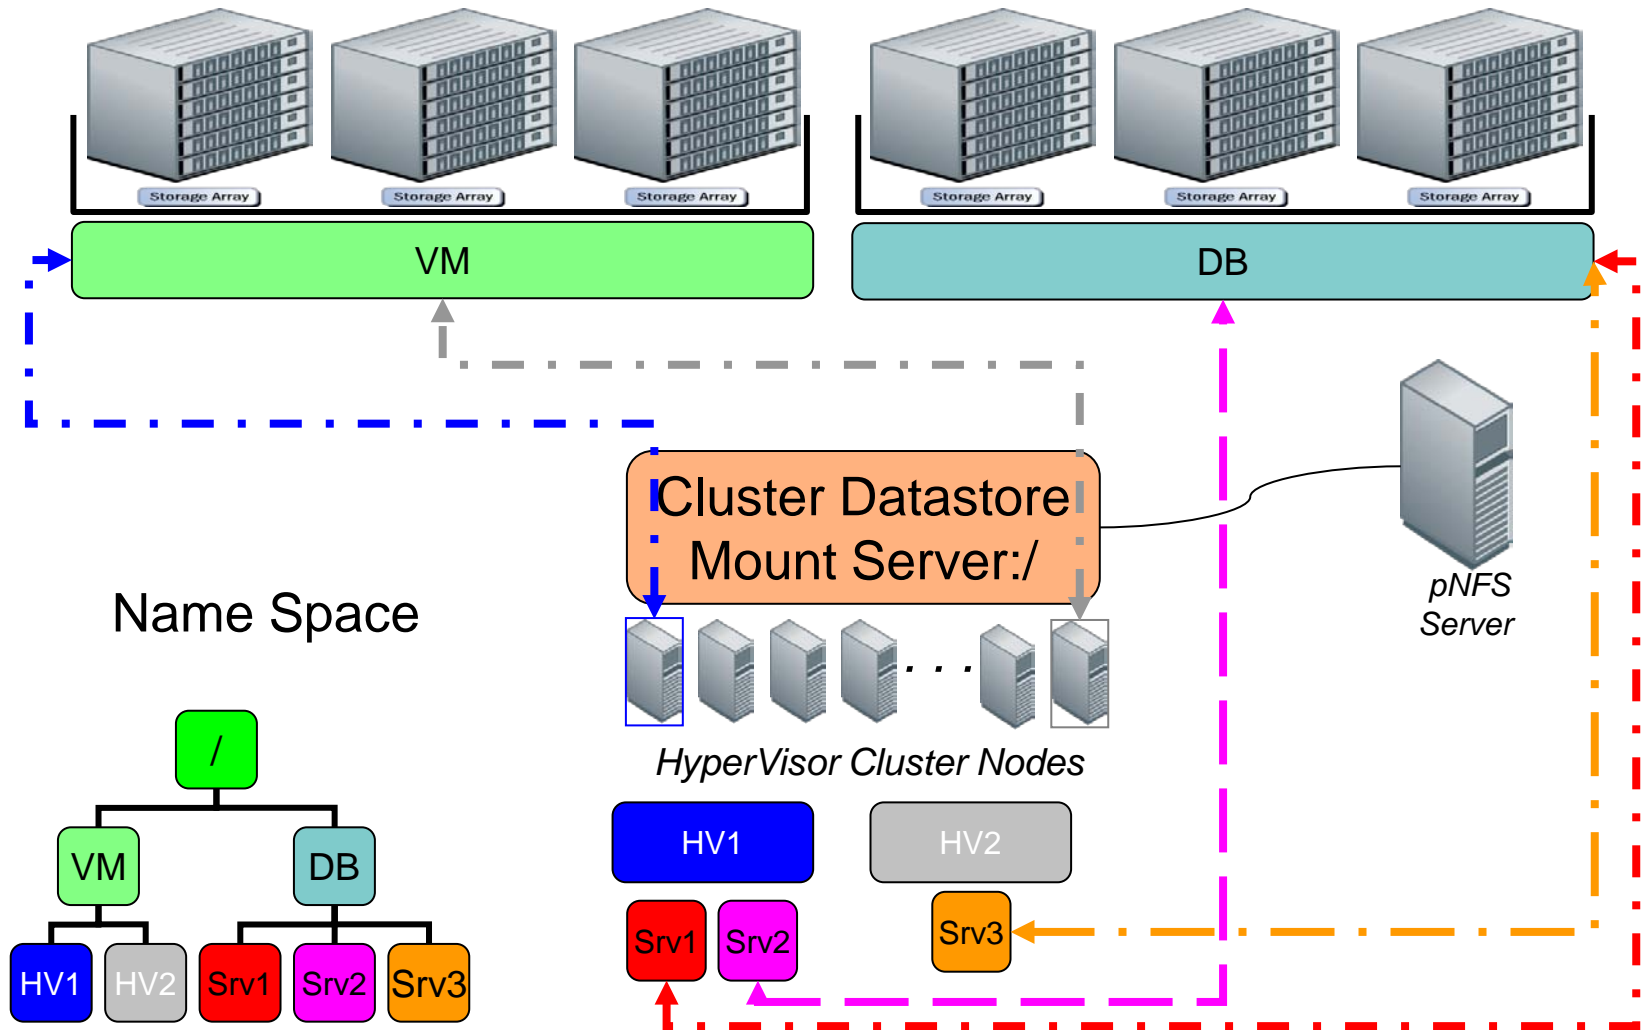 Storage Array
Storage Array
Storage Array
Storage Array
Storage Array
Storage Array
VM
DB
Cluster Datastore
Mount Server:/
pNFS
Server
Name Space
. . .
HyperVisor Cluster Nodes
/
VM
DB
HV1
HV2
Srv1
Srv2
Srv3
HV1
HV2
Srv1
Srv2
Srv3